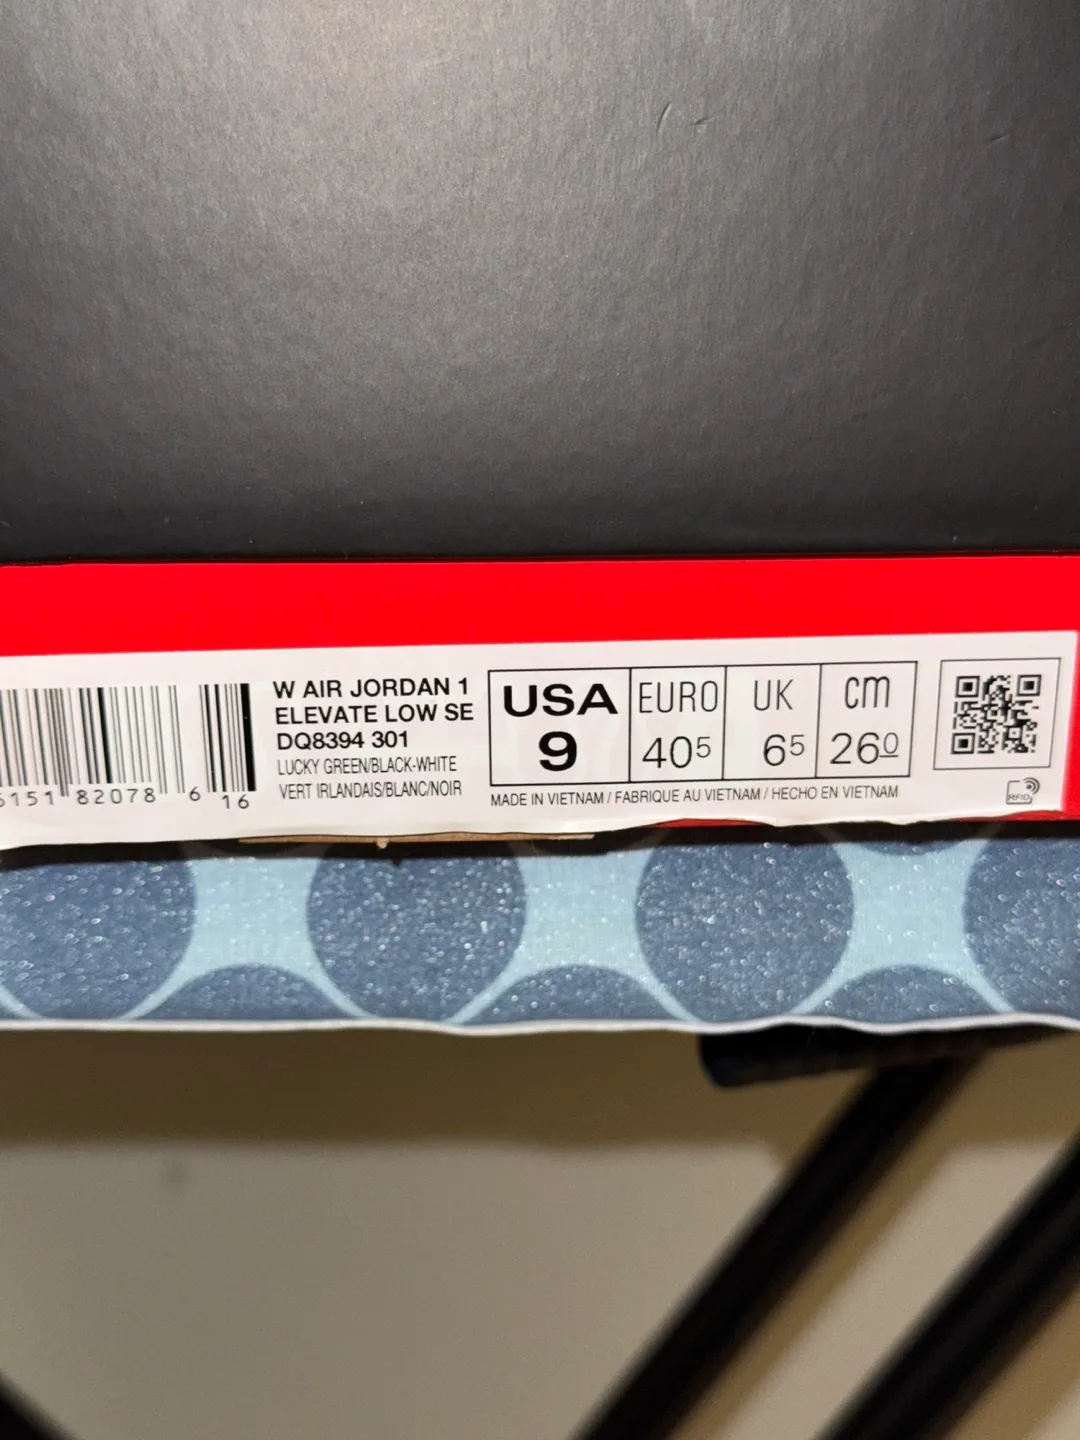 W AIR JORDAN 1
ELEVATE LOW SE
DQ8394 301
LUCKY GREEN/BLACK-WHITE
VERT IRLANDAIS/BLANC/NOIR
USA EURO UK cm
9 405 65 260
MADE IN VIETNAM / FABRIQUE AU VIETNAM / HECHO EN VIETNAM
RFID
5151 82078 6 16